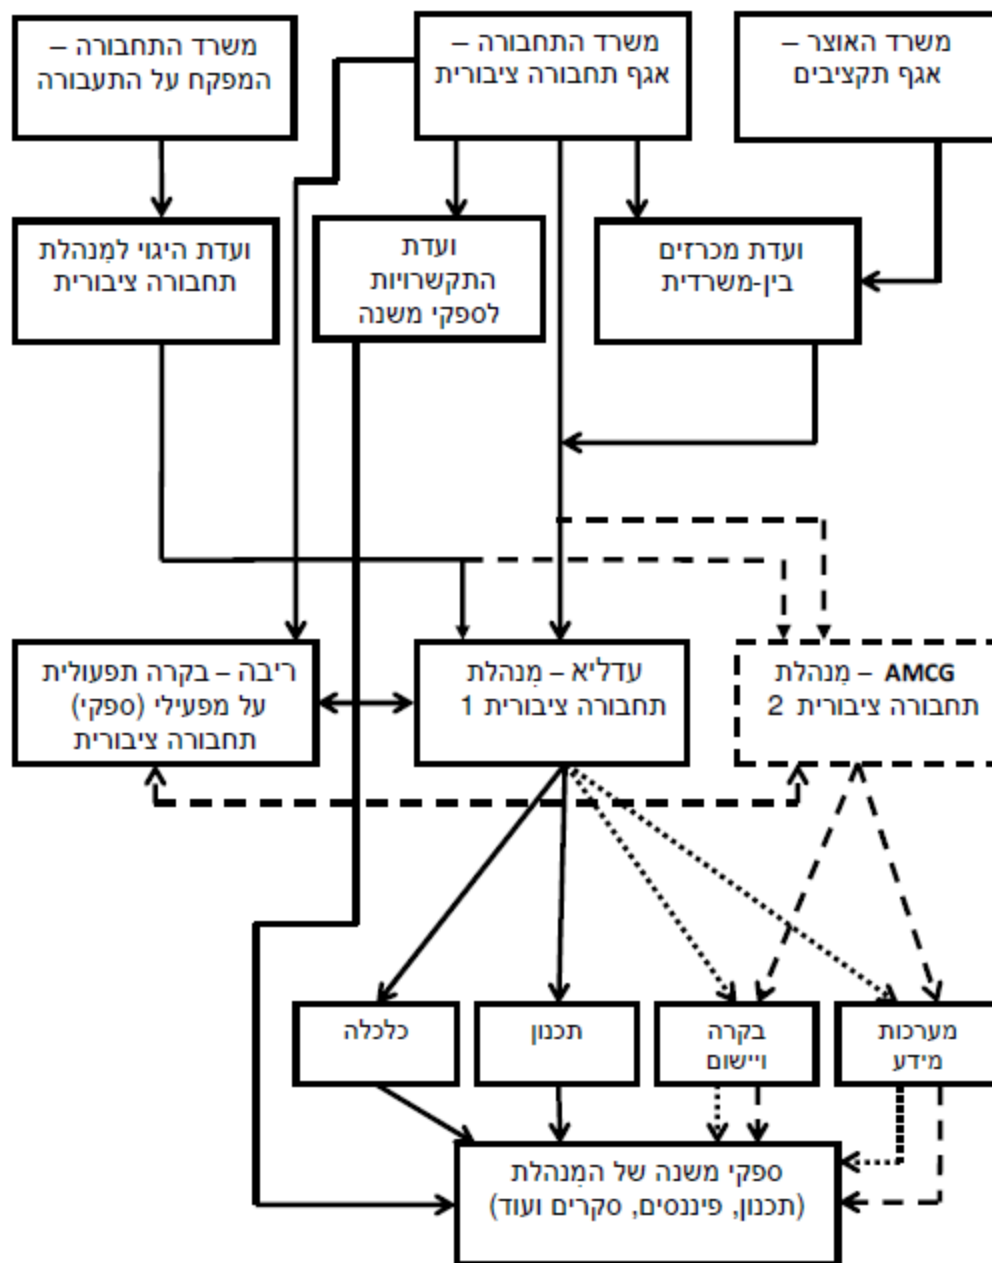 משרד האוצר –
אגף תקציבים
משרד התחבורה –
אגף תחבורה ציבורית
משרד התחבורה –
המפקח על התעבורה
ועדת מכרזים
בין-משרדית
ועדת
התקשרויות
לספקי משנה
ועדת היגוי למִנהלת
תחבורה ציבורית
AMCG – מִנהלת
תחבורה ציבורית 2
עדליא – מִנהלת
תחבורה ציבורית 1
ריבה – בקרה תפעולית
על מפעילי (ספקי)
תחבורה ציבורית
מערכות
מידע
בקרה
ויישום
תכנון
כלכלה
ספקי משנה של המִנהלת
(תכנון, פיננסים, סקרים ועוד)